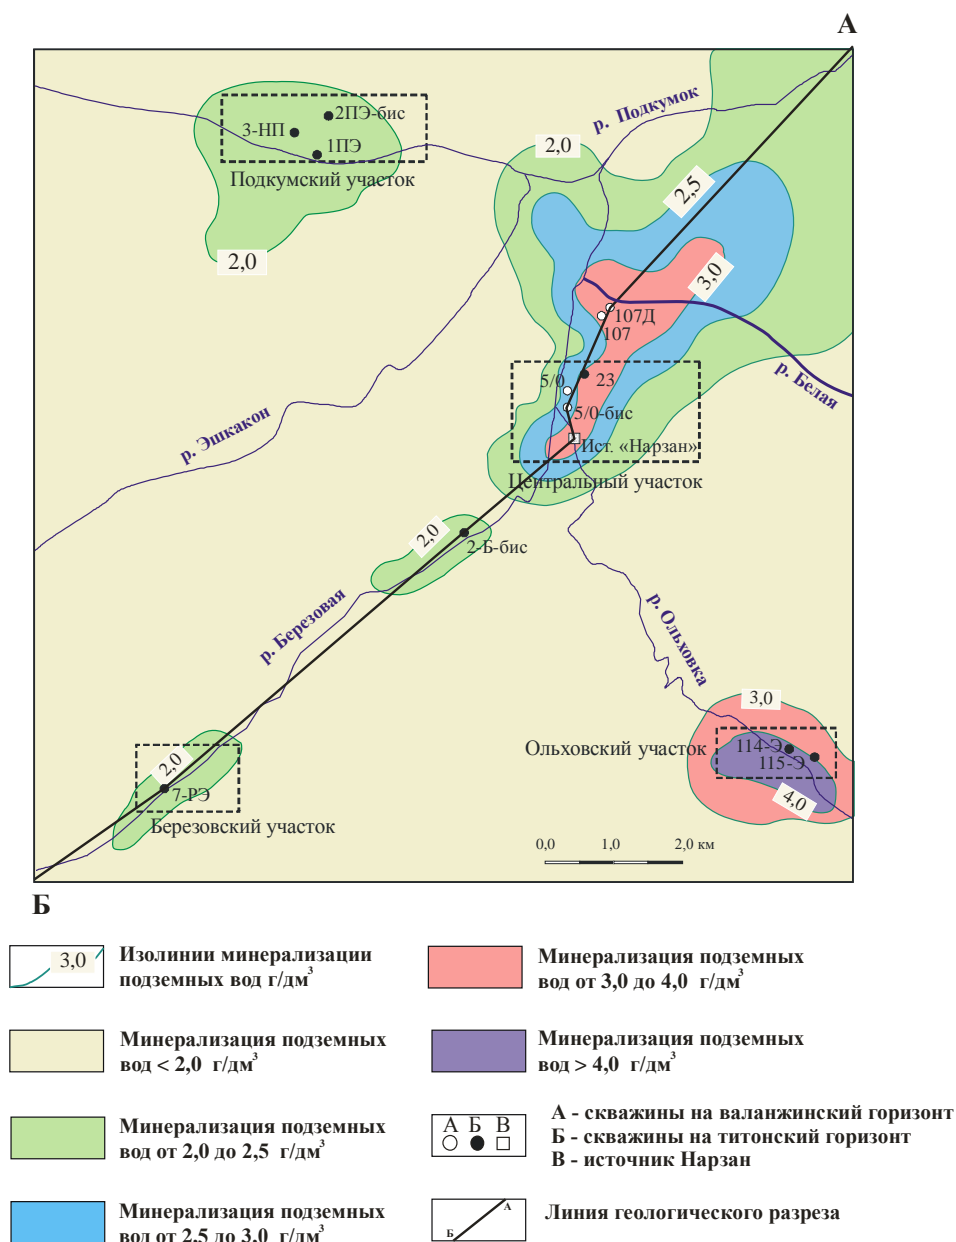 А
р. Подкумок
2ПЭ-бис
3-НП
1ПЭ
2,0
Подкумский участок
2,5
2,0
3,0
107Д
107
р. Белая
5/0
23
5/0-бис
р. Эшкакон
Ист. «Нарзан»
Центральный участок
2,0
2-Б-бис
р. Березовая
р. Ольховка
3,0
Ольховский участок
114-Э
115-Э
2,0
7-РЭ
4,0
Березовский участок
0,0 1,0 2,0 км
Б
3,0
Изолинии минерализации
подземных вод г/дм³
Минерализация подземных
вод < 2,0 г/дм³
Минерализация подземных
вод от 2,0 до 2,5 г/дм³
Минерализация подземных
вод от 2,5 до 3,0 г/дм³
Минерализация подземных
вод от 3,0 до 4,0 г/дм³
Минерализация подземных
вод > 4,0 г/дм³
А Б В
А - скважины на валанжинский горизонт
Б - скважины на титонский горизонт
В - источник Нарзан
А
Б
Линия геологического разреза